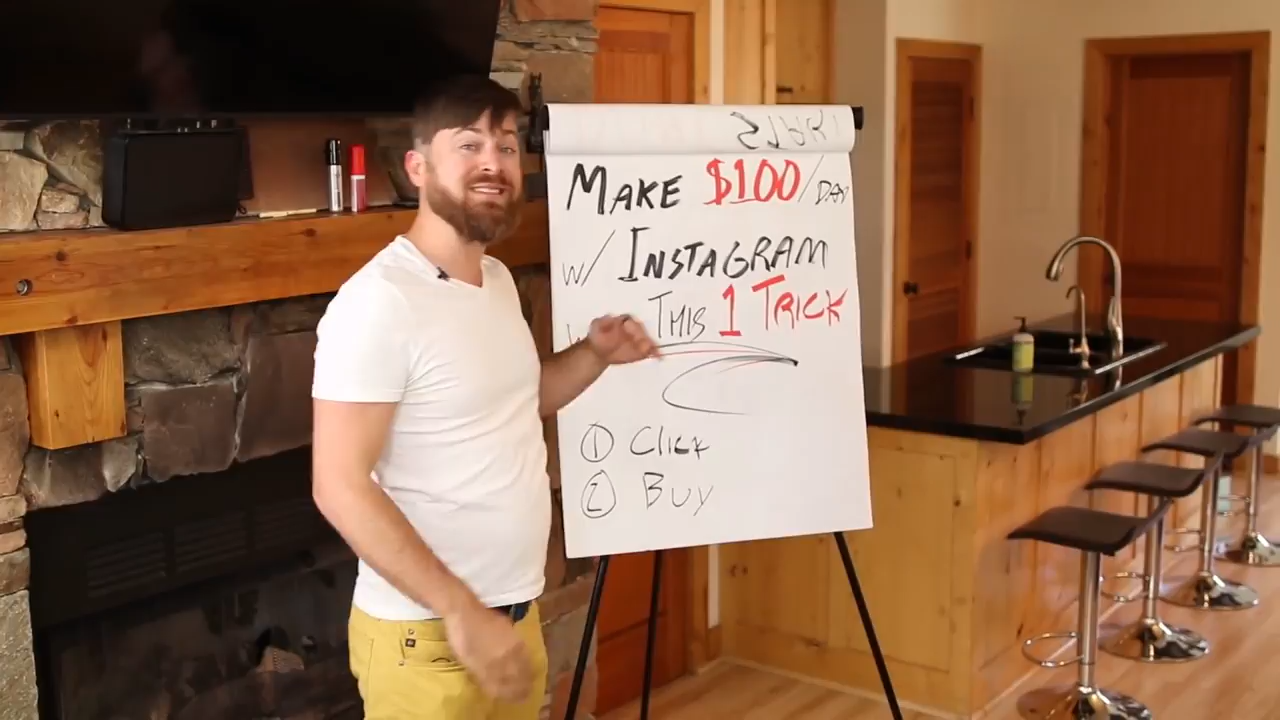 MAKE $100/DAY
W/ INSTAGRAM
THIS 1 TRICK
① CLICK
② BUY